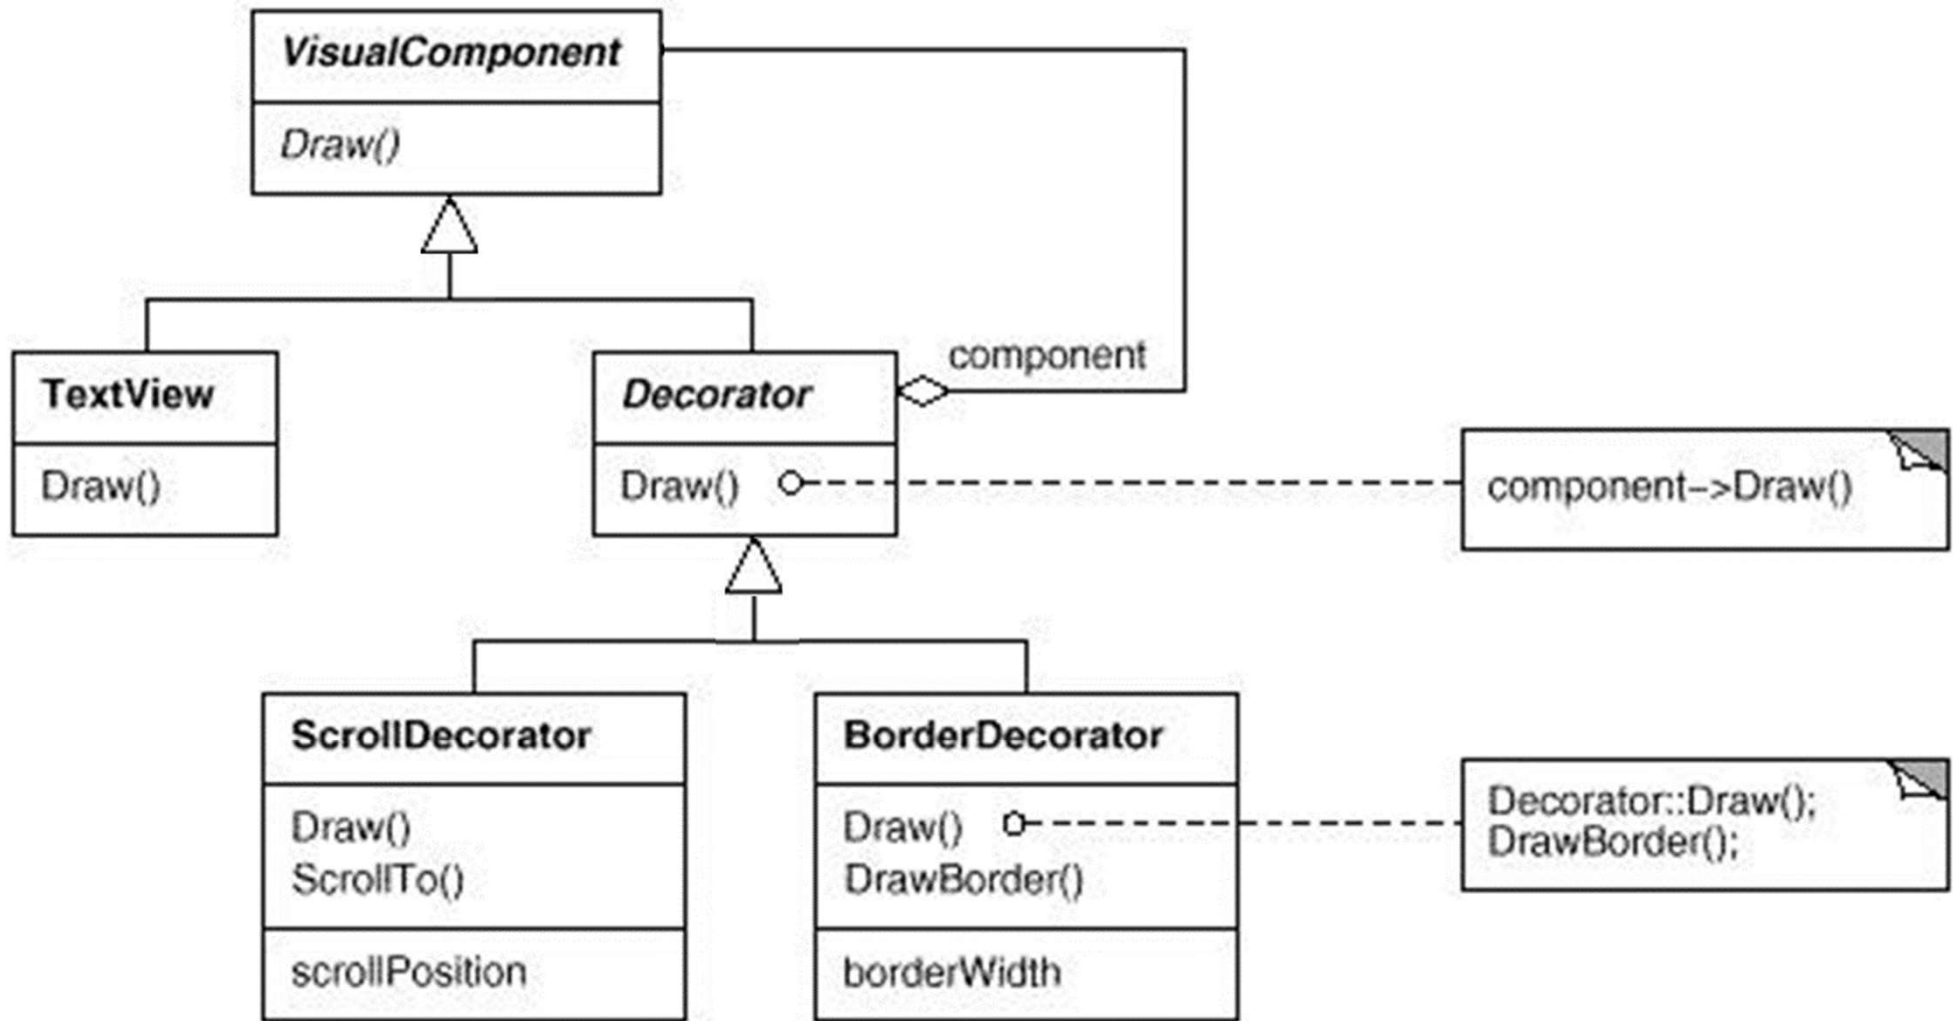 VisualComponent
Draw()
component
TextView
Draw()
Decorator
Draw()
component->Draw()
ScrollDecorator
Draw()
ScrollTo()
scrollPosition
BorderDecorator
Draw()
DrawBorder()
borderWidth
Decorator::Draw();
DrawBorder();